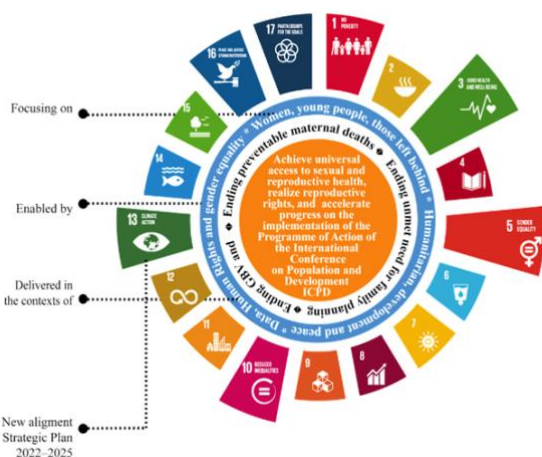 17 PARTNERSHIPS
FOR THE GOALS
16 PEACE AND JUSTICE
STRONG INSTITUTIONS
1 NO
POVERTY
2
3 GOOD HEALTH
AND WELL-BEING
15
14
4
13 CLIMATE
ACTION
5 GENDER
EQUALITY
12
6
11
7
10 REDUCED
INEQUALITIES
9
8
Focusing on
Enabled by
Delivered in
the contexts of
New aligment
Strategic Plan
2022–2025
* Women, young people, those left behind * Humanitarian, development and peace * Data, Human Rights and gender equality
Ending preventable maternal deaths ◆ Ending unmet need for family planning ◆ Ending GBV and ◆
Achieve universal
access to sexual and
reproductive health,
realize reproductive
rights, and accelerate
progress on the
implementation of the
Programme of Action of
the International
Conference
on Population and
Development
ICPD